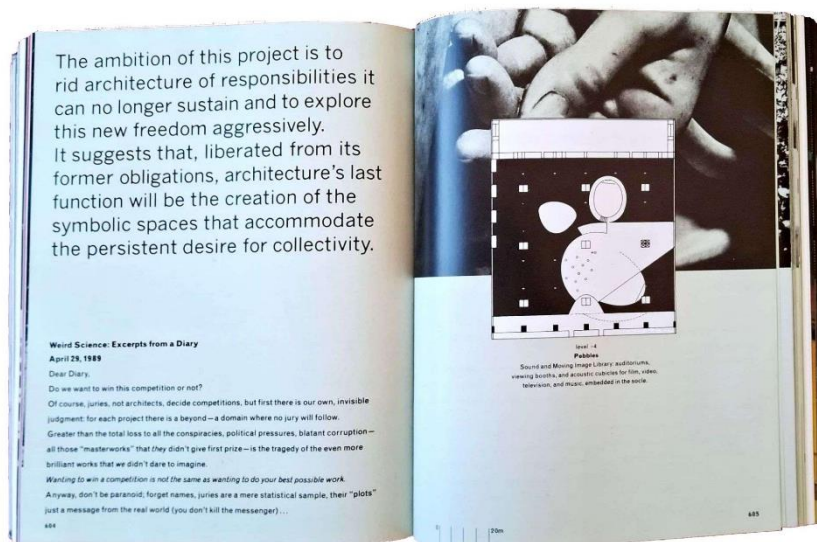 The ambition of this project is to
rid architecture of responsibilities it
can no longer sustain and to explore
this new freedom aggressively.
It suggests that, liberated from its
former obligations, architecture's last
function will be the creation of the
symbolic spaces that accommodate
the persistent desire for collectivity.
Weird Science: Excerpts from a Diary
April 29, 1989
Dear Diary,
Do we want to win this competition or not?
Of course, juries, not architects, decide competitions, but first there is our own, invisible
judgment: for each project there is a beyond—a domain where no jury will follow.
Greater than the total loss to all the conspiracies, political pressures, blatant corruption—
all those "masterworks" that they didn't give first prize—is the tragedy of the even more
brilliant works that we didn't dare to imagine.
Wanting to win a competition is not the same as wanting to do your best possible work.
Anyway, don't be paranoid; forget names, juries are a mere statistical sample, their "plots"
just a message from the real world (you don't kill the messenger)...
604
level -4
Pebbles
Sound and Moving Image Library: auditoriums,
viewing booths, and acoustic cubicles for film, video,
television, and music, embedded in the socle.
605
0 20m